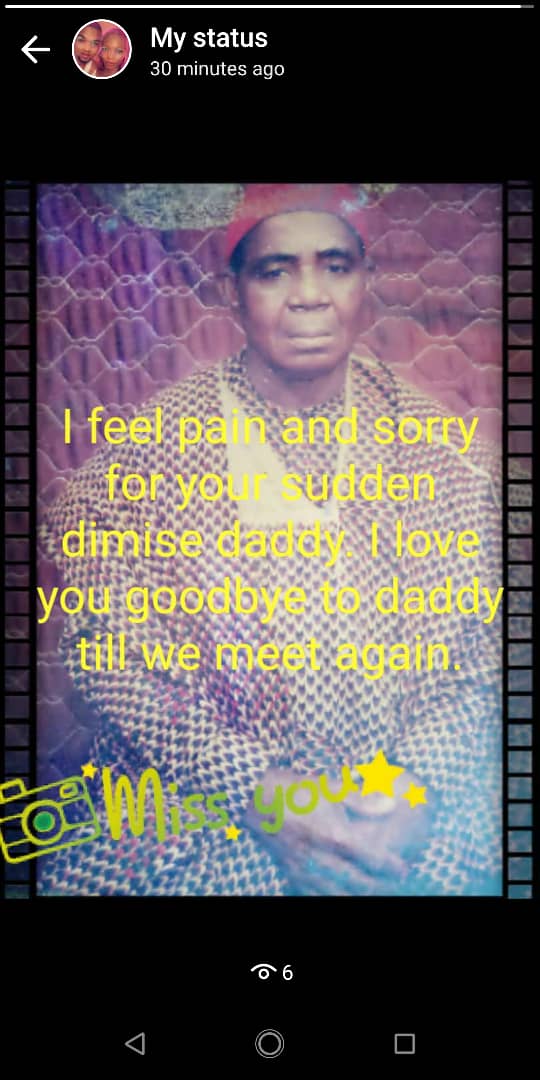 My status
30 minutes ago
I feel pain and sorry
for your sudden
dimise daddy. I love
you goodbye to daddy
till we meet again.
Miss you
6